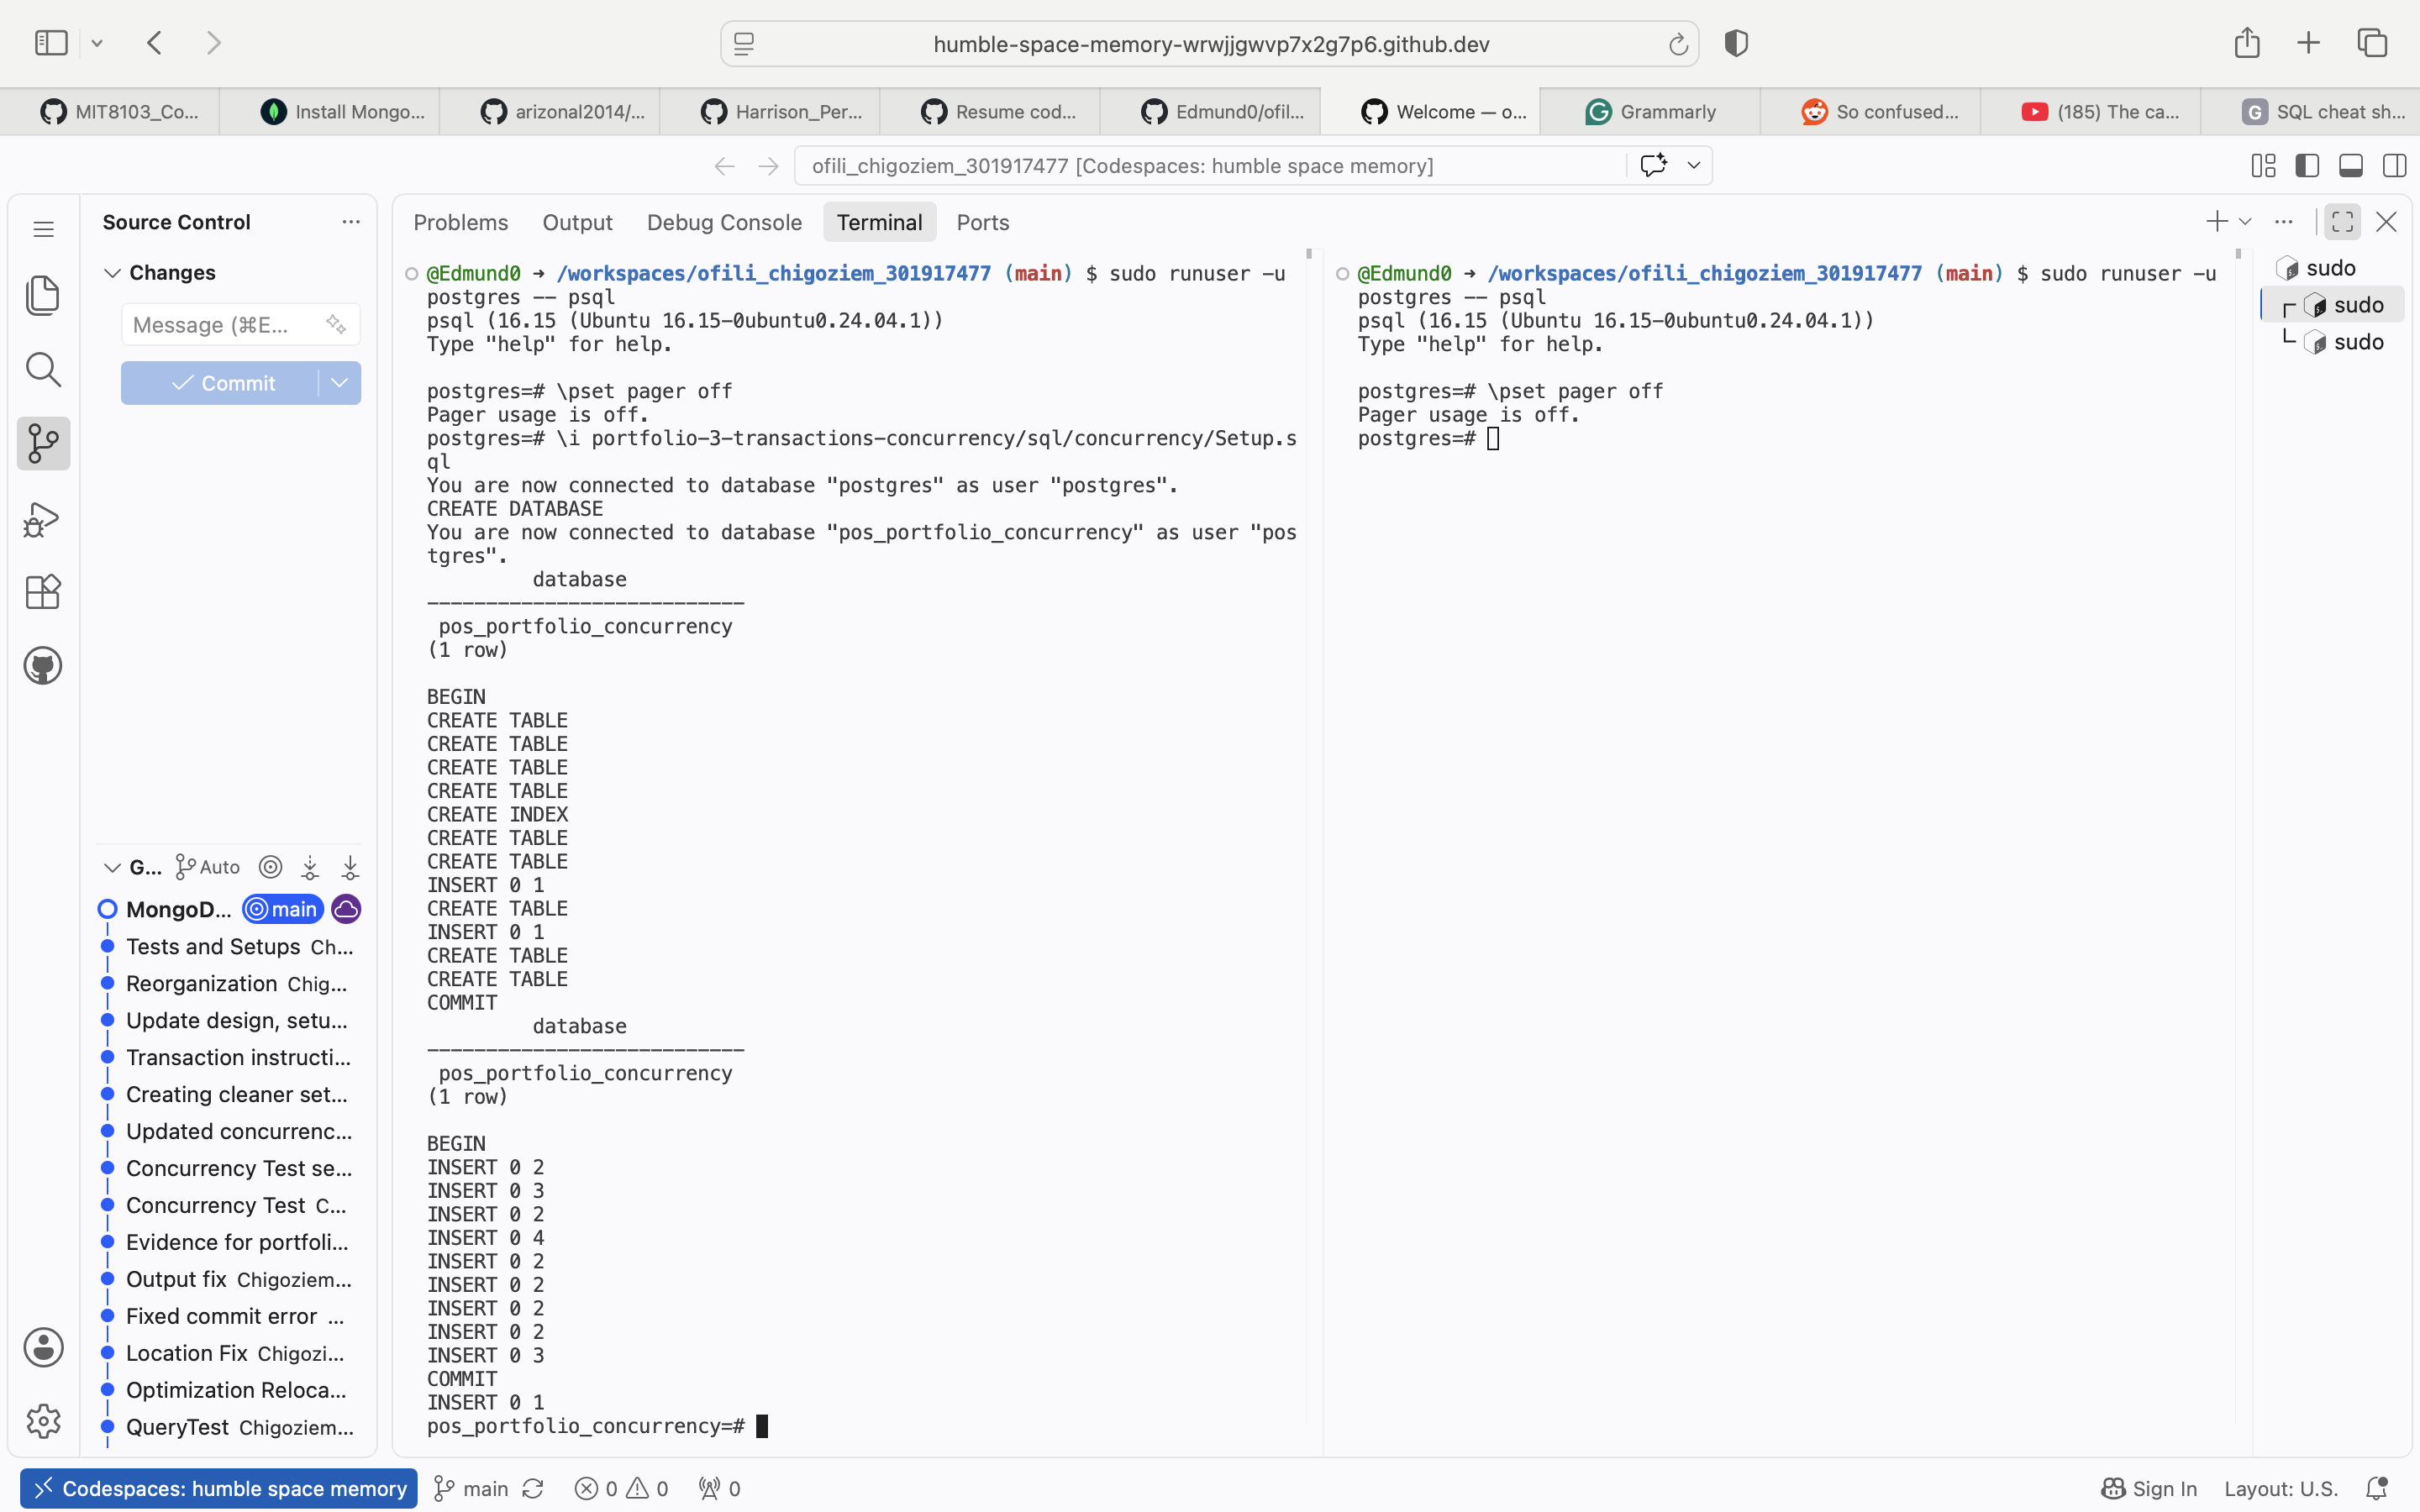 humble-space-memory-wrwjjgwvp7x2g7p6.github.dev
MIT8103_Co...
Install Mongo...
arizonal2014/...
Harrison_Per...
Resume cod...
Edmund0/ofil...
Welcome — o...
Grammarly
So confused...
(185) The ca...
G SQL cheat sh...
ofili_chigoziem_301917477 [Codespaces: humble space memory]
Source Control
Changes
Message (⌘E...
Commit
G...
Auto
MongoD... main
Tests and Setups Ch...
Reorganization Chig...
Update design, setu...
Transaction instructi...
Creating cleaner set...
Updated concurrenc...
Concurrency Test se...
Concurrency Test C...
Evidence for portfoli...
Output fix Chigoziem...
Fixed commit error ...
Location Fix Chigozi...
Optimization Reloca...
QueryTest Chigoziem...
Problems Output Debug Console Terminal Ports
@Edmund0 ➜ /workspaces/ofili_chigoziem_301917477 (main) $ sudo runuser -u
postgres -- psql
psql (16.15 (Ubuntu 16.15-0ubuntu0.24.04.1))
Type "help" for help.
postgres=# \pset pager off
Pager usage is off.
postgres=# \i portfolio-3-transactions-concurrency/sql/concurrency/Setup.s
ql
You are now connected to database "postgres" as user "postgres".
CREATE DATABASE
You are now connected to database "pos_portfolio_concurrency" as user "pos
tgres".
database
---------------------------
pos_portfolio_concurrency
(1 row)
BEGIN
CREATE TABLE
CREATE TABLE
CREATE TABLE
CREATE TABLE
CREATE INDEX
CREATE TABLE
CREATE TABLE
INSERT 0 1
CREATE TABLE
INSERT 0 1
CREATE TABLE
CREATE TABLE
COMMIT
database
---------------------------
pos_portfolio_concurrency
(1 row)
BEGIN
INSERT 0 2
INSERT 0 3
INSERT 0 2
INSERT 0 4
INSERT 0 2
INSERT 0 2
INSERT 0 2
INSERT 0 2
INSERT 0 3
COMMIT
INSERT 0 1
pos_portfolio_concurrency=#
@Edmund0 ➜ /workspaces/ofili_chigoziem_301917477 (main) $ sudo runuser -u
postgres -- psql
psql (16.15 (Ubuntu 16.15-0ubuntu0.24.04.1))
Type "help" for help.
postgres=# \pset pager off
Pager usage is off.
postgres=#
sudo
sudo
sudo
Codespaces: humble space memory
main
0
0
0
Sign In
Layout: U.S.